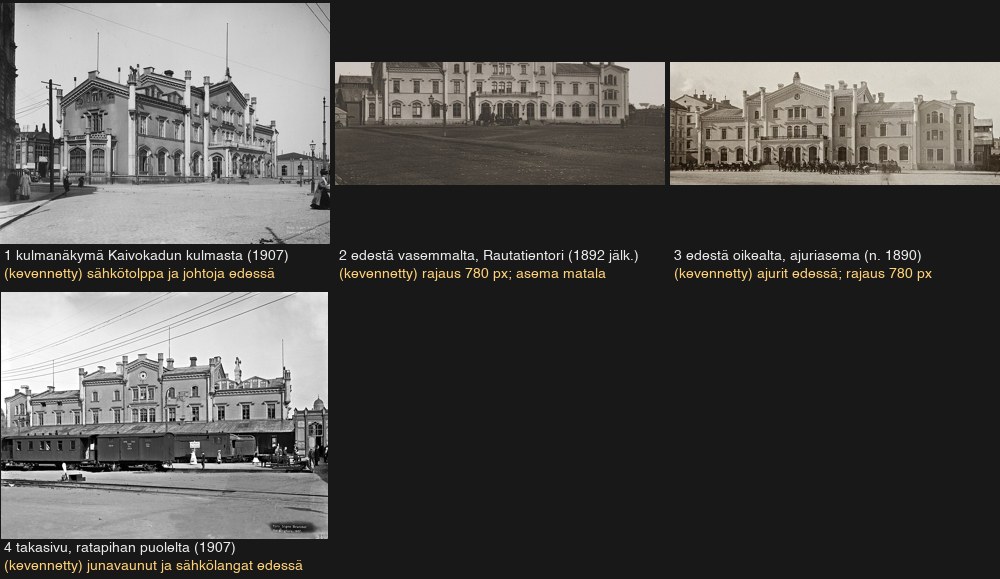 1 kulmanäkymä Kaivokadun kulmasta (1907)
(kevennetty) sähkötolppa ja johtoja edessä
2 edestä vasemmalta, Rautatientori (1892 jälk.)
(kevennetty) rajaus 780 px; asema matala
3 edestä oikealta, ajuriasema (n. 1890)
(kevennetty) ajurit edessä; rajaus 780 px
4 takasivu, ratapihan puolelta (1907)
(kevennetty) junavaunut ja sähkölangat edessä